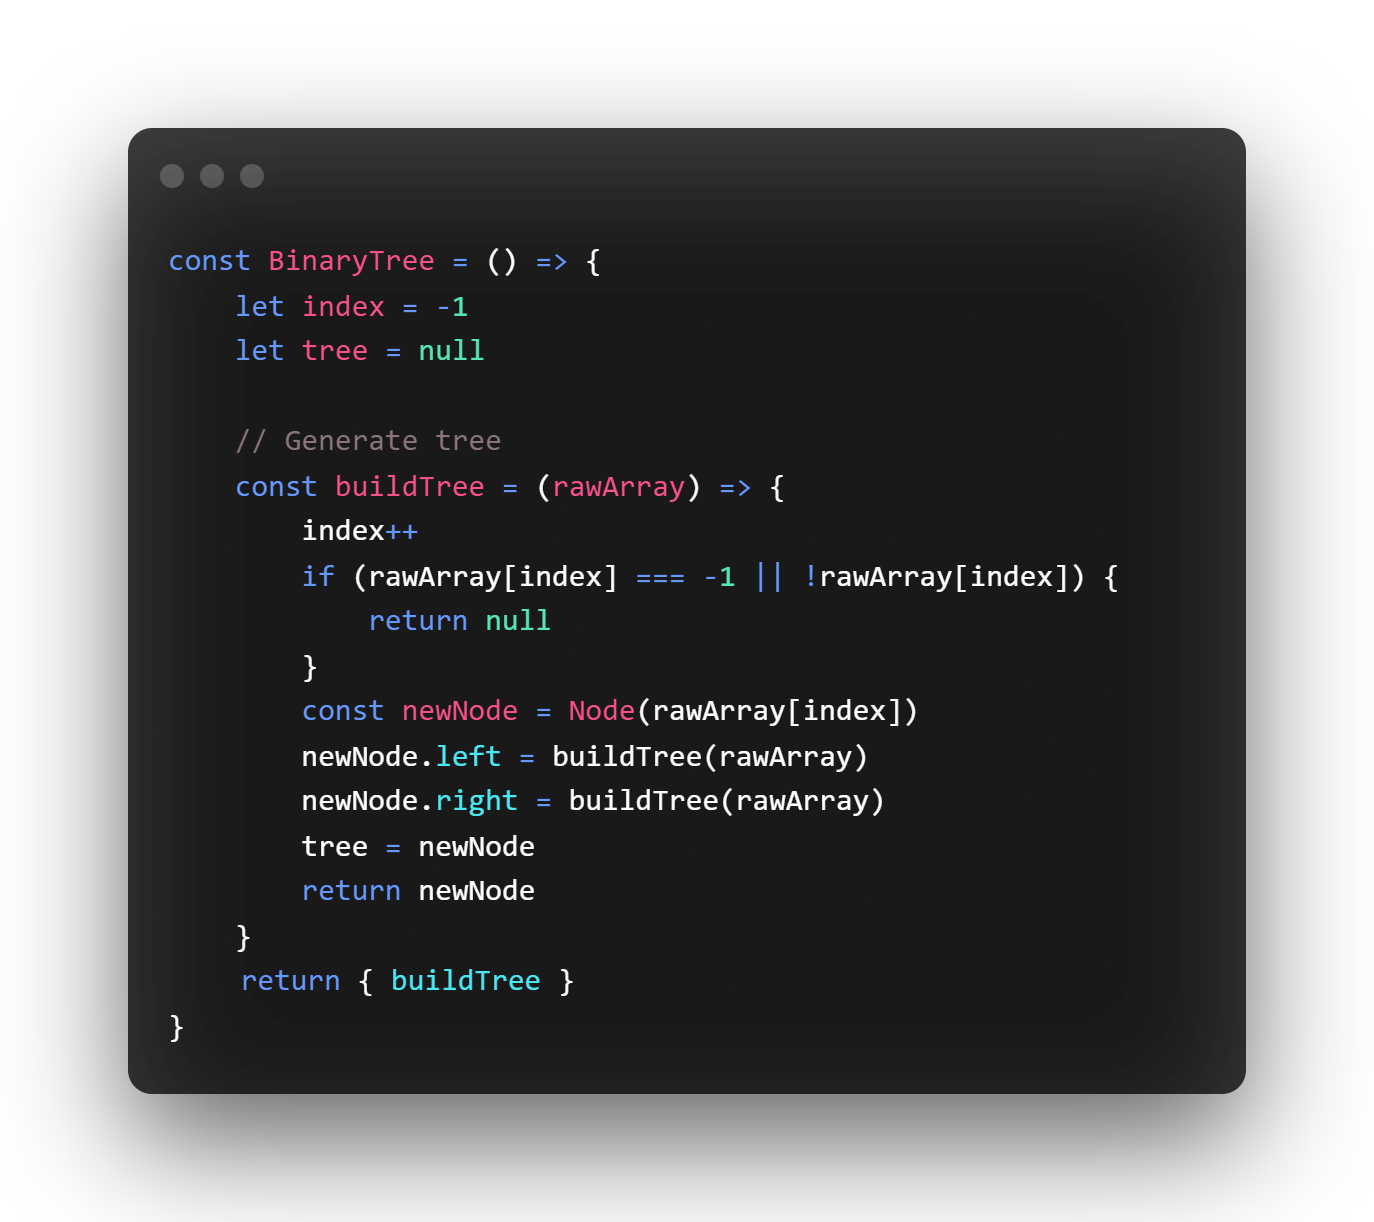 const BinaryTree = () => {
    let index = -1
    let tree = null

    // Generate tree
    const buildTree = (rawArray) => {
        index++
        if (rawArray[index] === -1 || !rawArray[index]) {
            return null
        }
        const newNode = Node(rawArray[index])
        newNode.left = buildTree(rawArray)
        newNode.right = buildTree(rawArray)
        tree = newNode
        return newNode
    }
    return { buildTree }
}